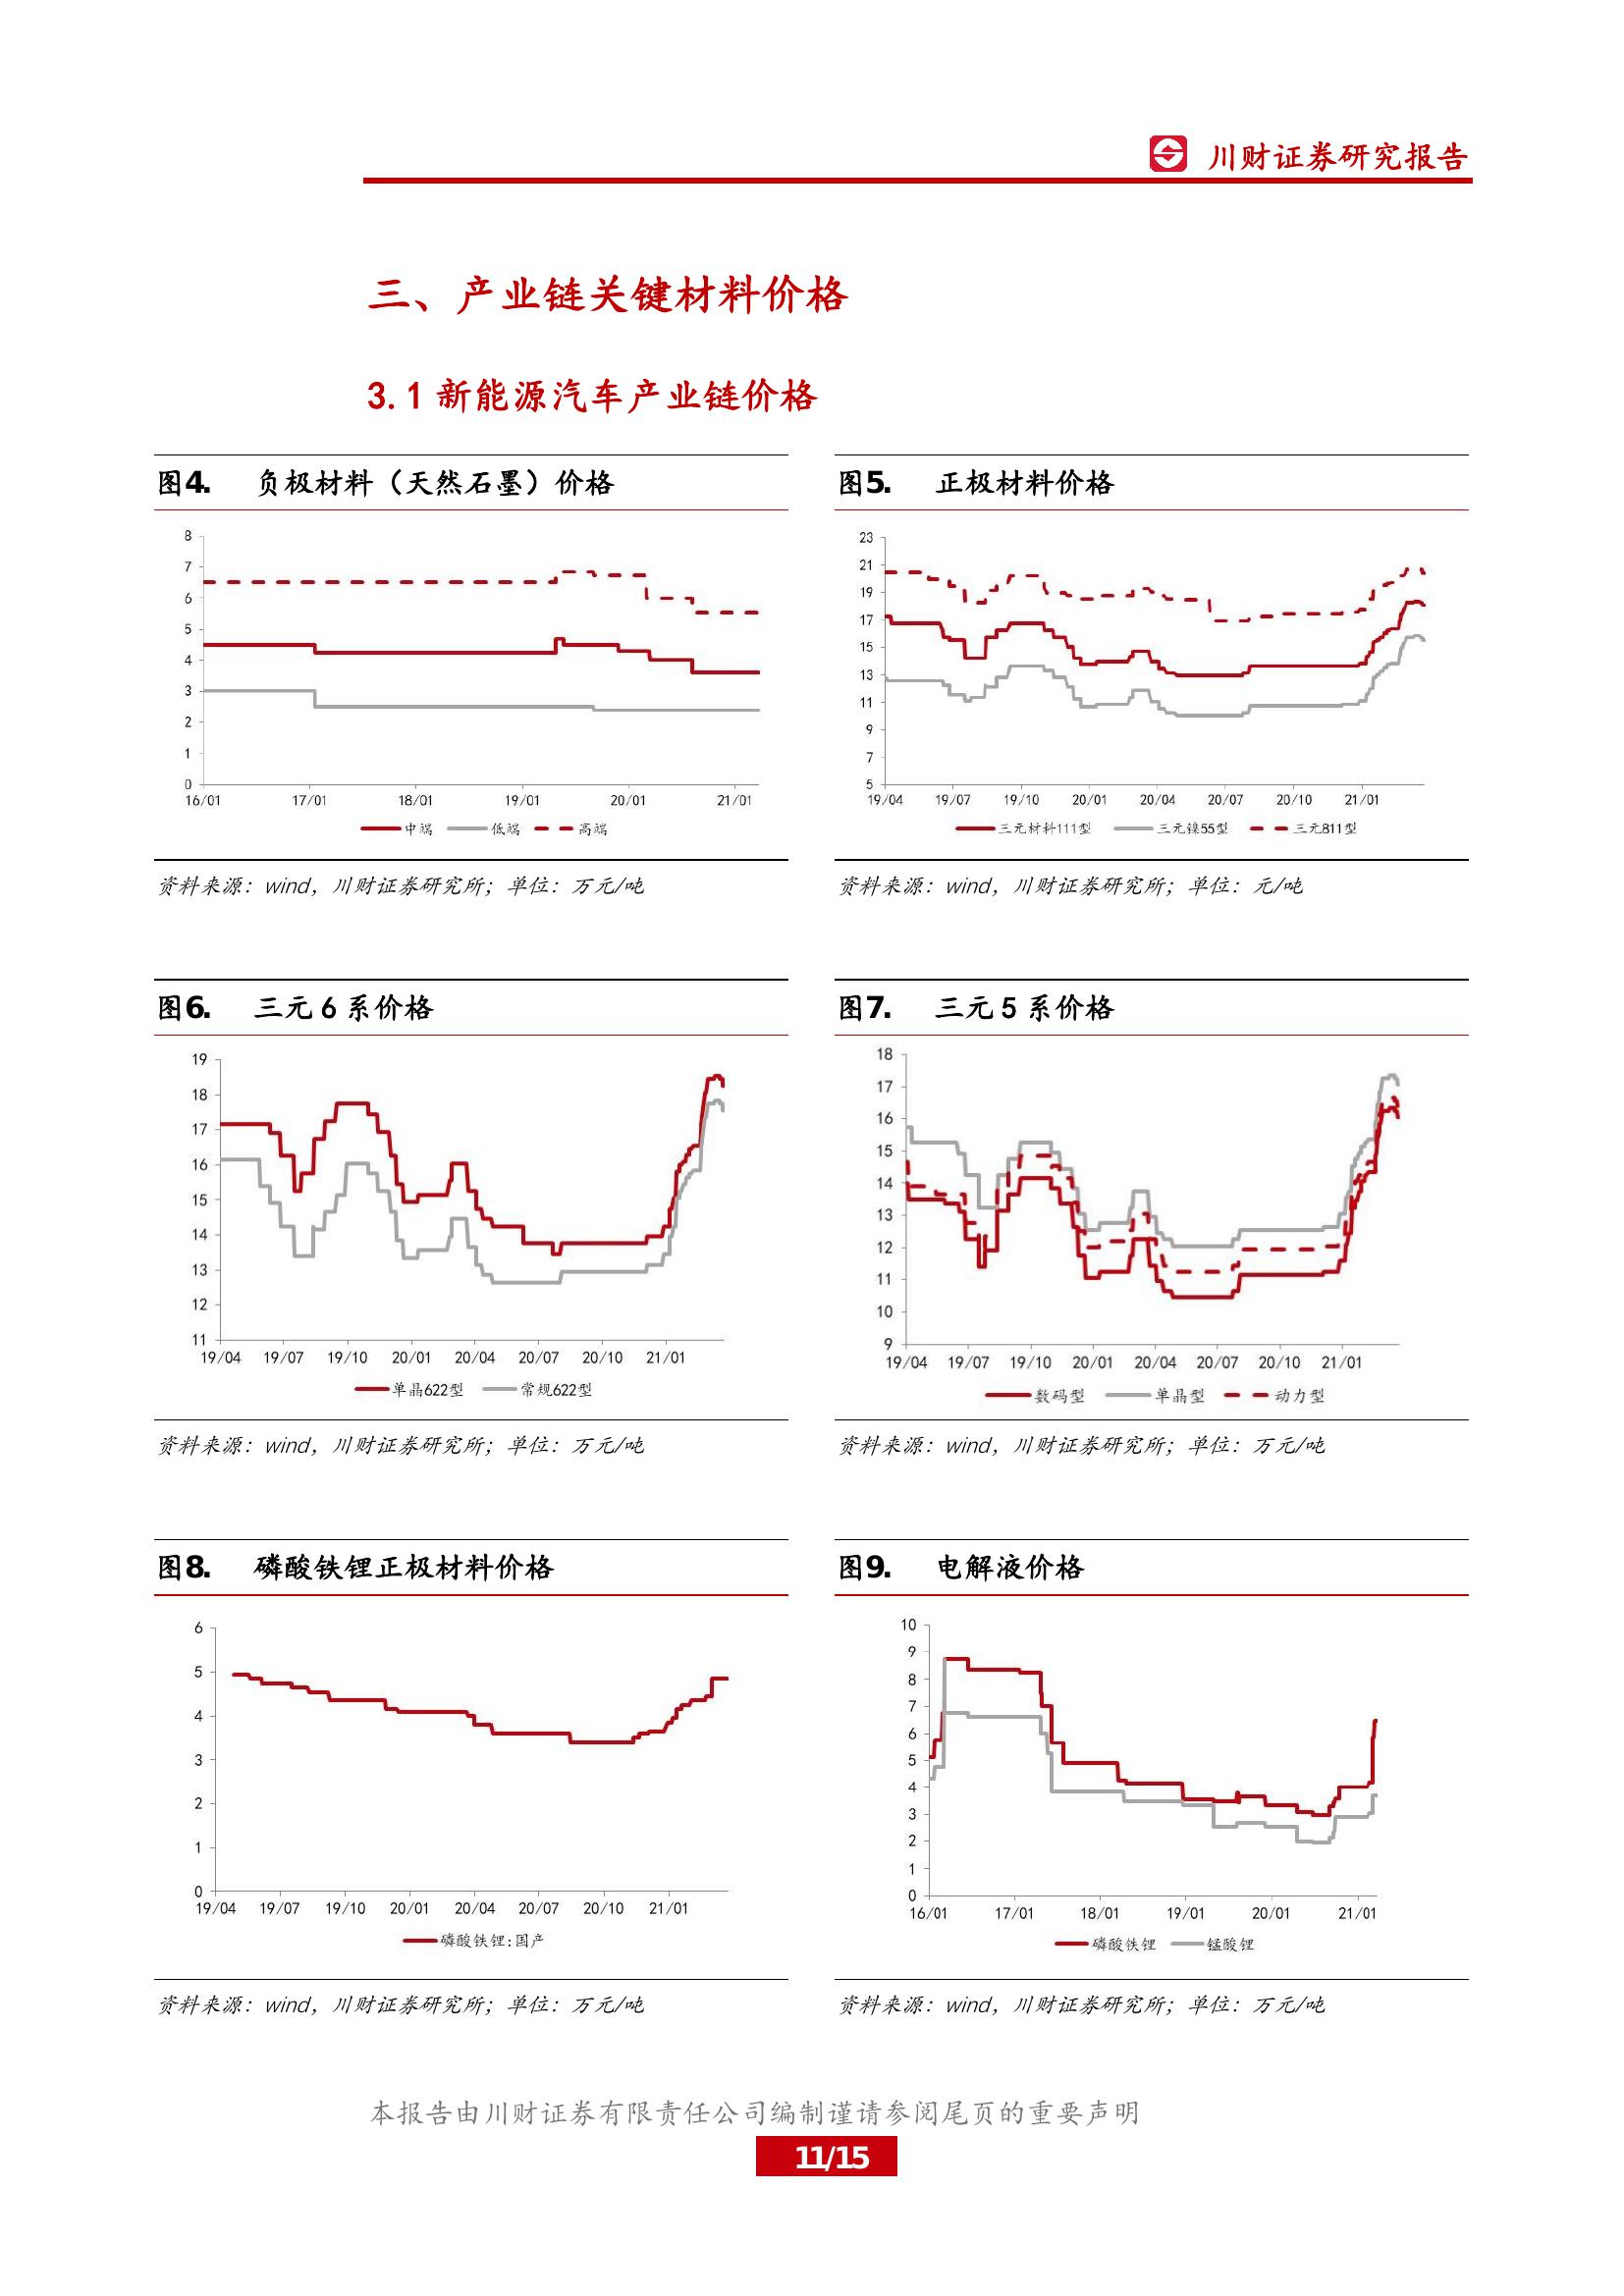 川财证券研究报告
三、产业链关键材料价格
3.1 新能源汽车产业链价格
图4. 负极材料（天然石墨）价格
8
7
6
5
4
3
2
1
0
16/01 17/01 18/01 19/01 20/01 21/01
中端 低端 高端
资料来源：wind，川财证券研究所；单位：万元/吨
图5. 正极材料价格
23
21
19
17
15
13
11
9
7
5
19/04 19/07 19/10 20/01 20/04 20/07 20/10 21/01
三元材料111型 三元镍55型 三元811型
资料来源：wind，川财证券研究所；单位：元/吨
图6. 三元 6 系价格
19
18
17
16
15
14
13
12
11
19/04 19/07 19/10 20/01 20/04 20/07 20/10 21/01
单晶622型 常规622型
资料来源：wind，川财证券研究所；单位：万元/吨
图7. 三元 5 系价格
18
17
16
15
14
13
12
11
10
9
19/04 19/07 19/10 20/01 20/04 20/07 20/10 21/01
数码型 单晶型 动力型
资料来源：wind，川财证券研究所；单位：万元/吨
图8. 磷酸铁锂正极材料价格
6
5
4
3
2
1
0
19/04 19/07 19/10 20/01 20/04 20/07 20/10 21/01
磷酸铁锂:国产
资料来源：wind，川财证券研究所；单位：万元/吨
图9. 电解液价格
10
9
8
7
6
5
4
3
2
1
0
16/01 17/01 18/01 19/01 20/01 21/01
磷酸铁锂 锰酸锂
资料来源：wind，川财证券研究所；单位：万元/吨
本报告由川财证券有限责任公司编制谨请参阅尾页的重要声明
11/15